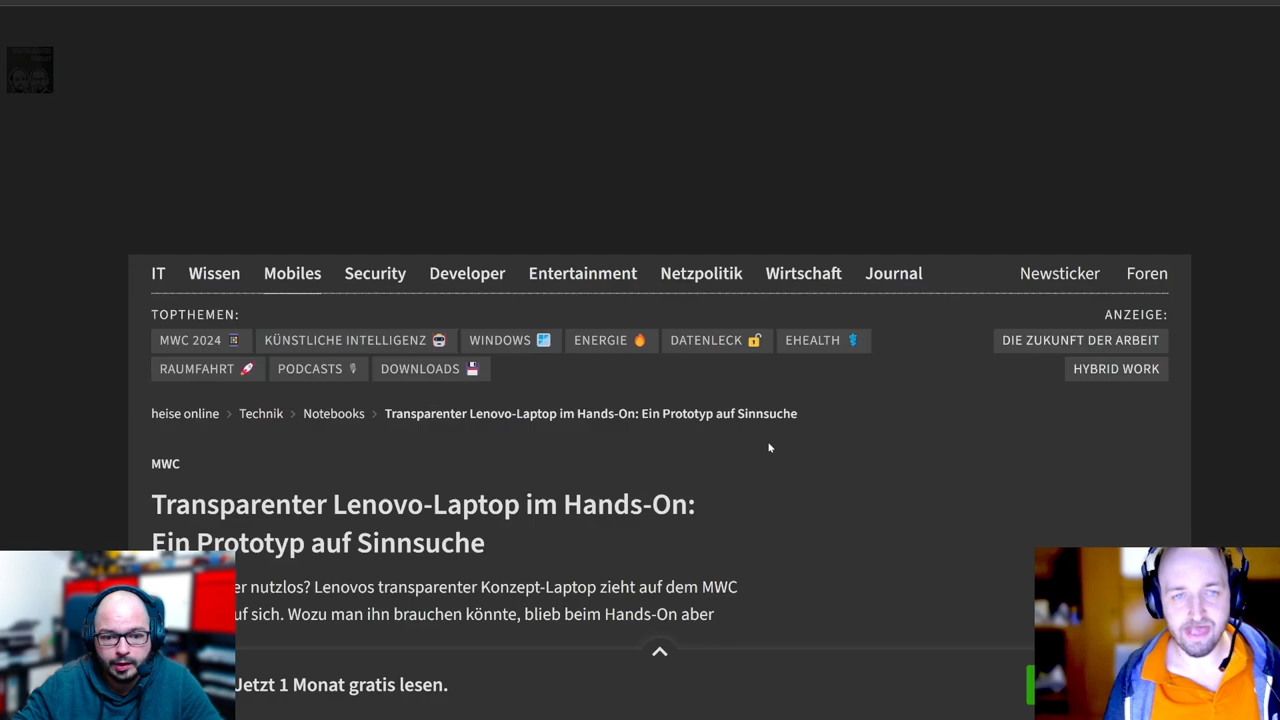 IT Wissen Mobiles Security Developer Entertainment Netzpolitik Wirtschaft Journal Newsticker Foren
TOPTHEMEN: ANZEIGE:
MWC 2024 KÜNSTLICHE INTELLIGENZ WINDOWS ENERGIE DATENLECK EHEALTH DIE ZUKUNFT DER ARBEIT
RAUMFAHRT PODCASTS DOWNLOADS HYBRID WORK
heise online > Technik > Notebooks > Transparenter Lenovo-Laptop im Hands-On: Ein Prototyp auf Sinnsuche
MWC
Transparenter Lenovo-Laptop im Hands-On:
Ein Prototyp auf Sinnsuche
er nutzlos? Lenovos transparenter Konzept-Laptop zieht auf dem MWC
uf sich. Wozu man ihn brauchen könnte, blieb beim Hands-On aber
Jetzt 1 Monat gratis lesen.